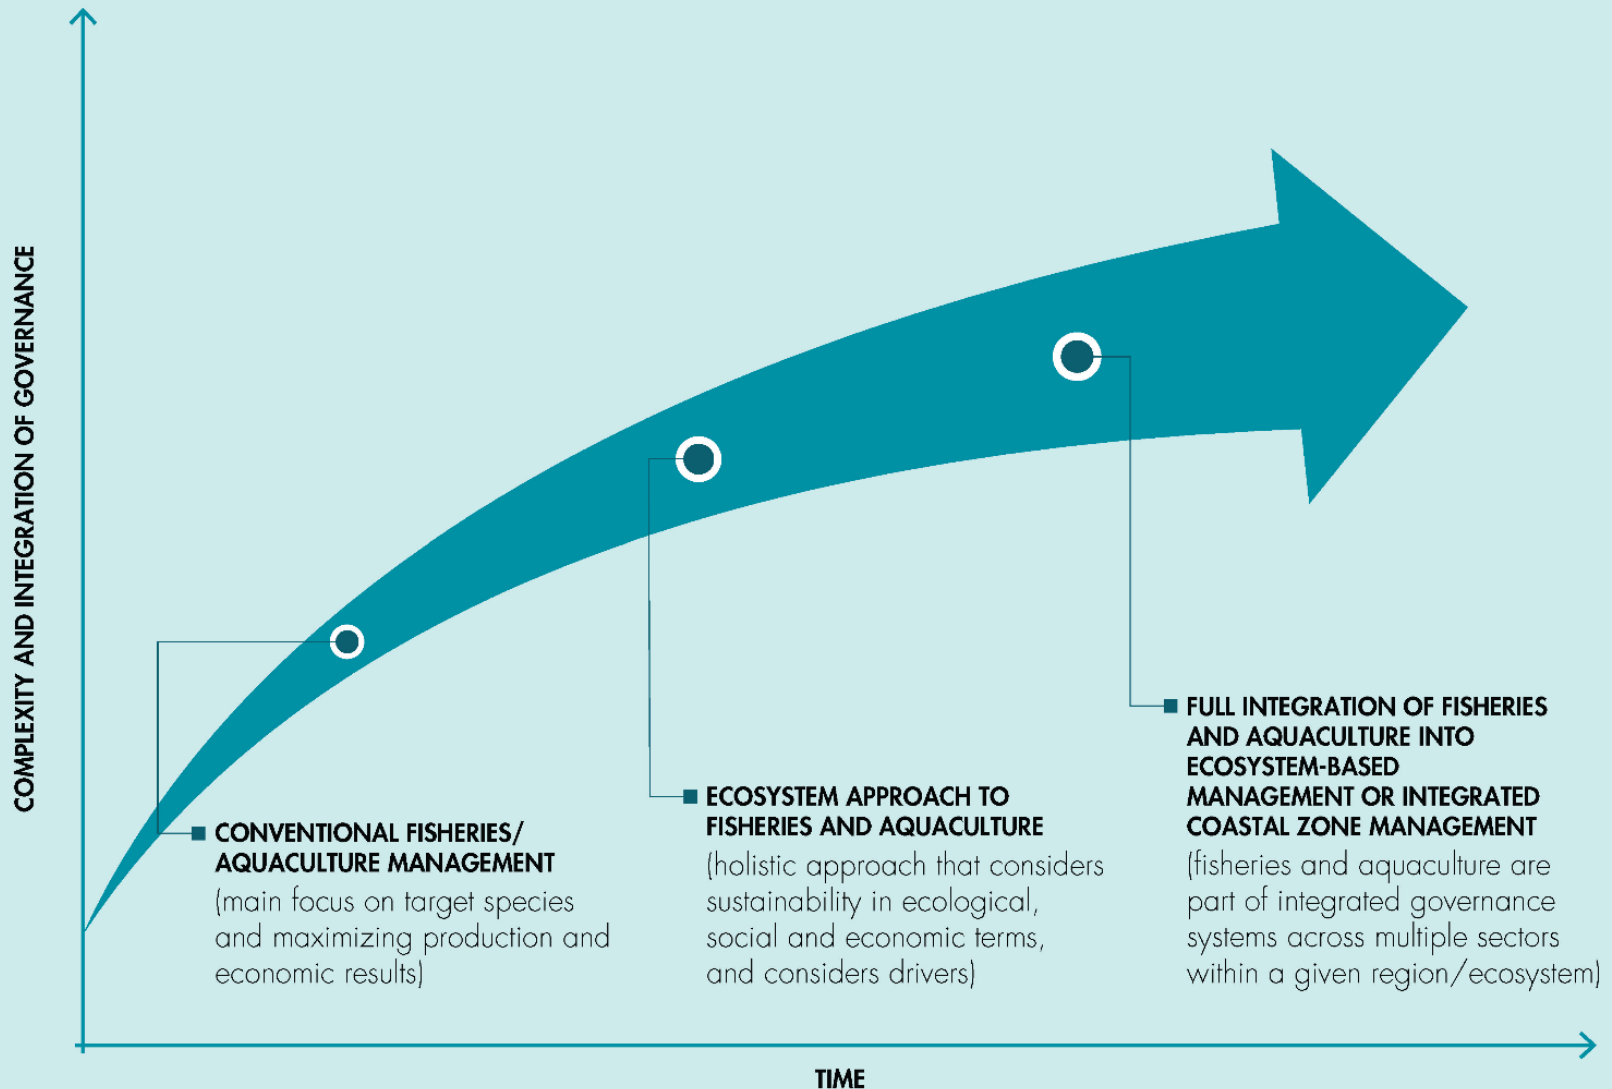 COMPLEXITY AND INTEGRATION OF GOVERNANCE
CONVENTIONAL FISHERIES/
AQUACULTURE MANAGEMENT
(main focus on target species
and maximizing production and
economic results)
ECOSYSTEM APPROACH TO
FISHERIES AND AQUACULTURE
(holistic approach that considers
sustainability in ecological,
social and economic terms,
and considers drivers)
FULL INTEGRATION OF FISHERIES
AND AQUACULTURE INTO
ECOSYSTEM-BASED
MANAGEMENT OR INTEGRATED
COASTAL ZONE MANAGEMENT
(fisheries and aquaculture are
part of integrated governance
systems across multiple sectors
within a given region/ecosystem)
TIME